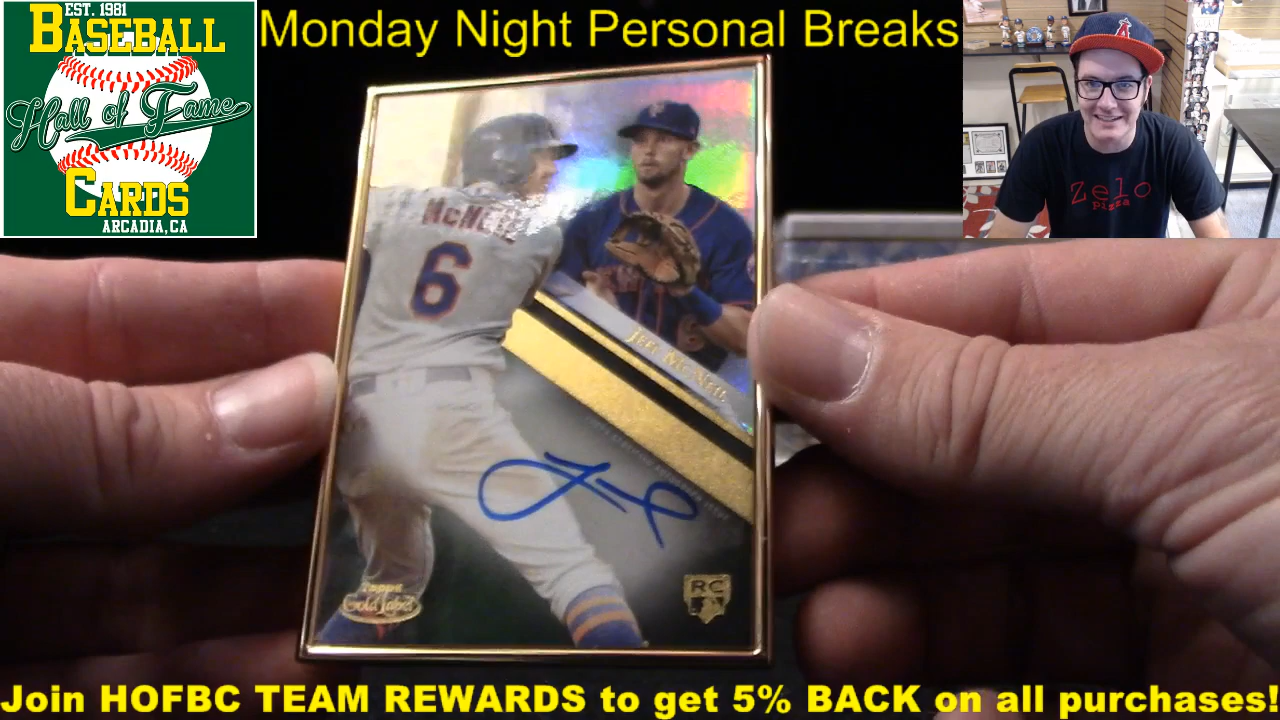 EST. 1981
BASEBALL
Hall of Fame
CARDS
ARCADIA, CA
Monday Night Personal Breaks
A
Zelo
pizza
McNEIL
6
JEFF MCNEIL
Topps
Gold Label
RC
Join HOFBC TEAM REWARDS to get 5% BACK on all purchases!